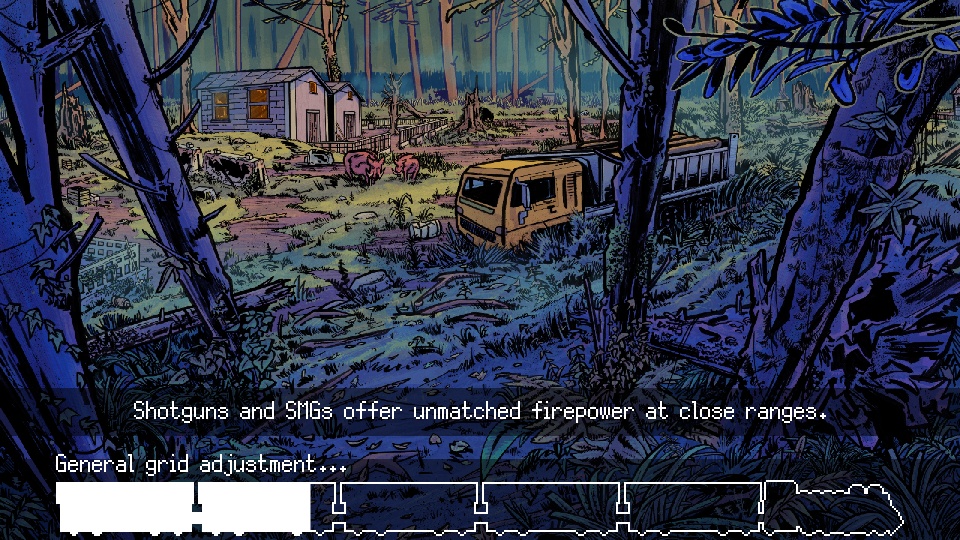 Shotguns and SMGs offer unmatched firepower at close ranges.
General grid adjustment...